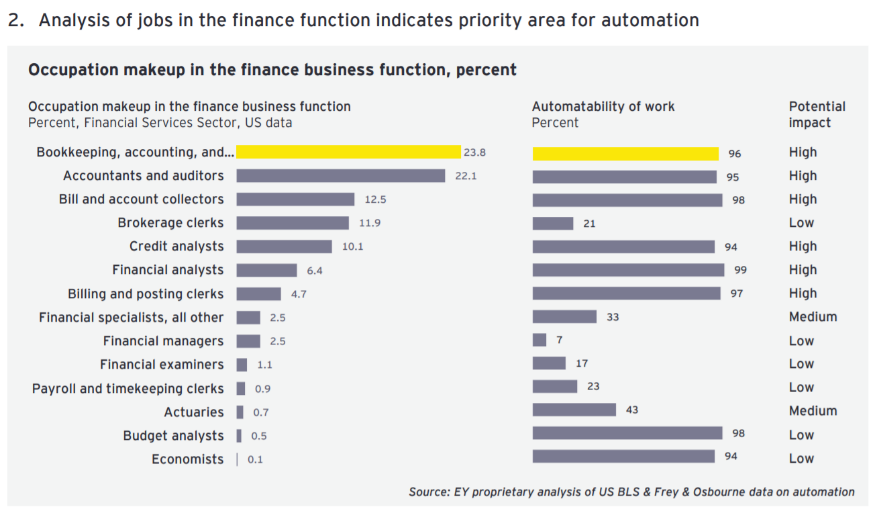 2. Analysis of jobs in the finance function indicates priority area for automation
Occupation makeup in the finance business function, percent
Occupation makeup in the finance business function Automatability of work Potential
Percent, Financial Services Sector, US data Percent impact
Bookkeeping, accounting, and... 23.8 96 High
Accountants and auditors 22.1 95 High
Bill and account collectors 12.5 98 High
Brokerage clerks 11.9 21 Low
Credit analysts 10.1 94 High
Financial analysts 6.4 99 High
Billing and posting clerks 4.7 97 High
Financial specialists, all other 2.5 33 Medium
Financial managers 2.5 7 Low
Financial examiners 1.1 17 Low
Payroll and timekeeping clerks 0.9 23 Low
Actuaries 0.7 43 Medium
Budget analysts 0.5 98 Low
Economists 0.1 94 Low
Source: EY proprietary analysis of US BLS & Frey & Osbourne data on automation